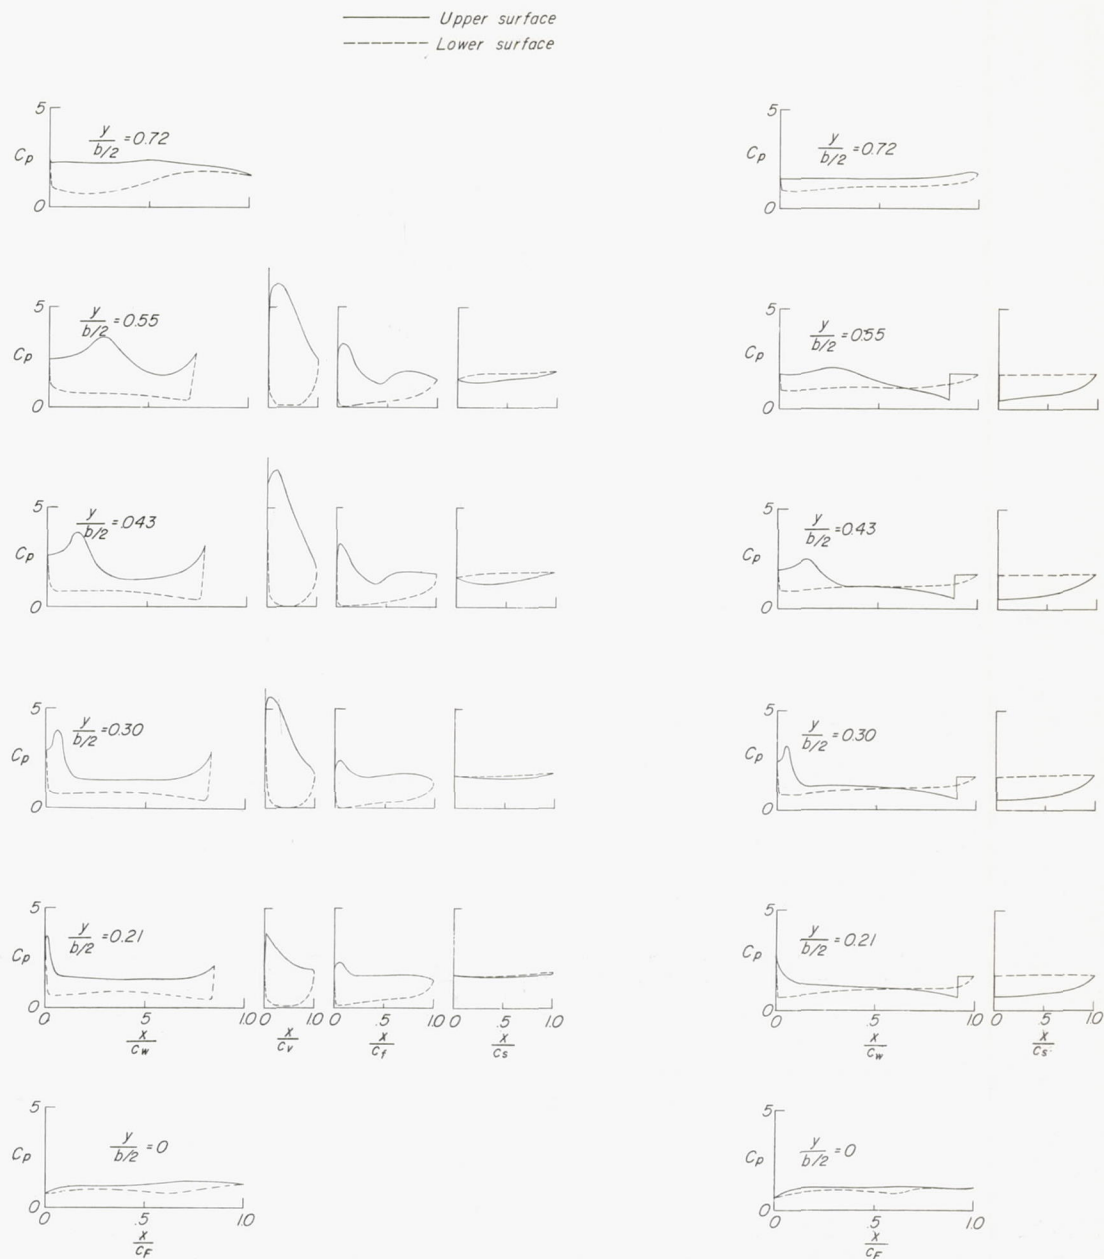 Upper surface
Lower surface
5
Cp
0
y
b/2 = 0.72
5
Cp
0
y
b/2 = 0.72
5
Cp
0
y
b/2 = 0.55
5
Cp
0
y
b/2 = 0.55
5
Cp
0
y
b/2 = 043
5
Cp
0
y
b/2 = 0.43
5
Cp
0
y
b/2 = 0.30
5
Cp
0
y
b/2 = 0.30
5
Cp
0
y
b/2 = 0.21
5
Cp
0
y
b/2 = 0.21
0 .5 1.0 0 1.0 0 .5 1.0 0 .5 1.0
x x x x
cw cv cf cs
0 .5 1.0 0 .5 1.0
x x
cw cs
5
Cp
0
y
b/2 = 0
5
Cp
0
y
b/2 = 0
0 .5 1.0
x
cF
0 .5 1.0
x
cF